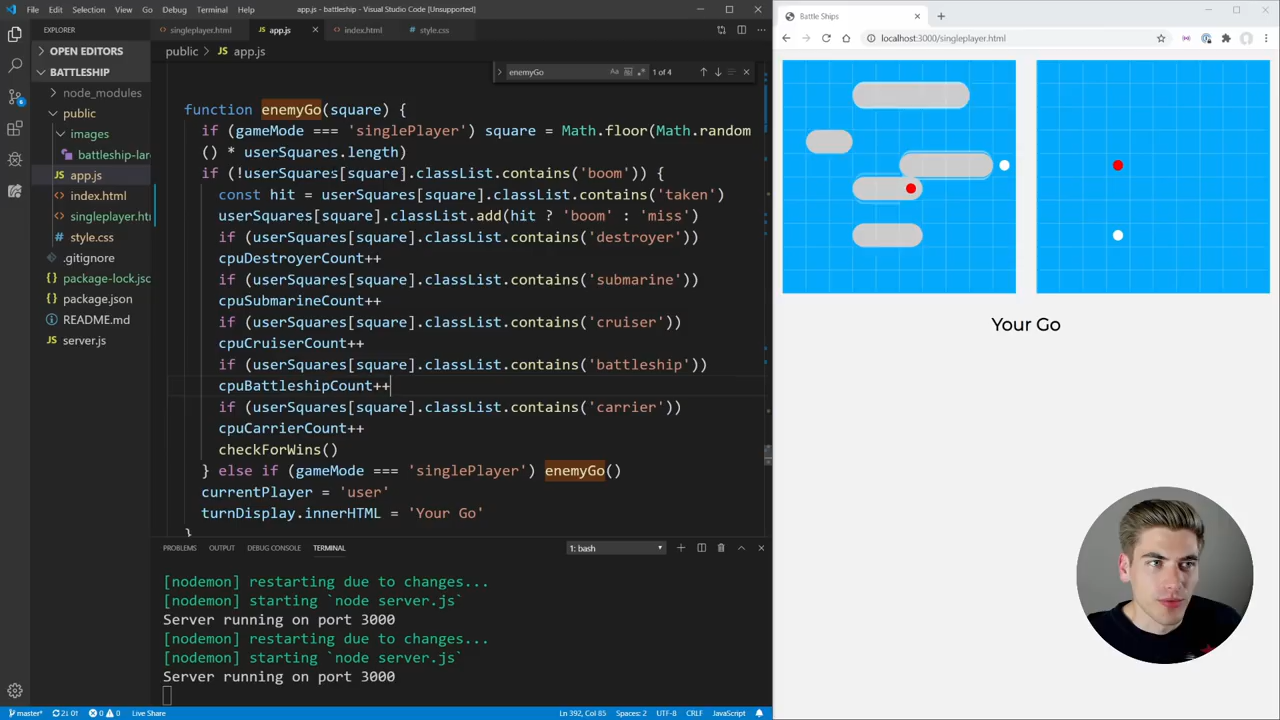 File Edit Selection View Go Debug Terminal Help
app.js - battleship - Visual Studio Code [Unsupported]
EXPLORER
OPEN EDITORS
BATTLESHIP
node_modules
public
images
battleship-lar
app.js
index.html
singleplayer.htm
style.css
.gitignore
package-lock.jsc
package.json
README.md
server.js
singleplayer.html
app.js
index.html
style.css
public > app.js
enemyGo
1 of 4
function enemyGo(square) {
if (gameMode === 'singlePlayer') square = Math.floor(Math.random
() * userSquares.length)
if (!userSquares[square].classList.contains('boom')) {
const hit = userSquares[square].classList.contains('taken')
userSquares[square].classList.add(hit ? 'boom' : 'miss')
if (userSquares[square].classList.contains('destroyer'))
cpuDestroyerCount++
if (userSquares[square].classList.contains('submarine'))
cpuSubmarineCount++
if (userSquares[square].classList.contains('cruiser'))
cpuCruiserCount++
if (userSquares[square].classList.contains('battleship'))
cpuBattleshipCount++
if (userSquares[square].classList.contains('carrier'))
cpuCarrierCount++
checkForWins()
} else if (gameMode === 'singlePlayer') enemyGo()
currentPlayer = 'user'
turnDisplay.innerHTML = 'Your Go'
}
PROBLEMS OUTPUT DEBUG CONSOLE TERMINAL
1: bash
[nodemon] restarting due to changes...
[nodemon] starting `node server.js`
Server running on port 3000
[nodemon] restarting due to changes...
[nodemon] starting `node server.js`
Server running on port 3000
master* 0 0 Live Share
Ln 392, Col 85 Spaces: 2 UTF-8 CRLF JavaScript
Battle Ships
localhost:3000/singleplayer.html
Your Go